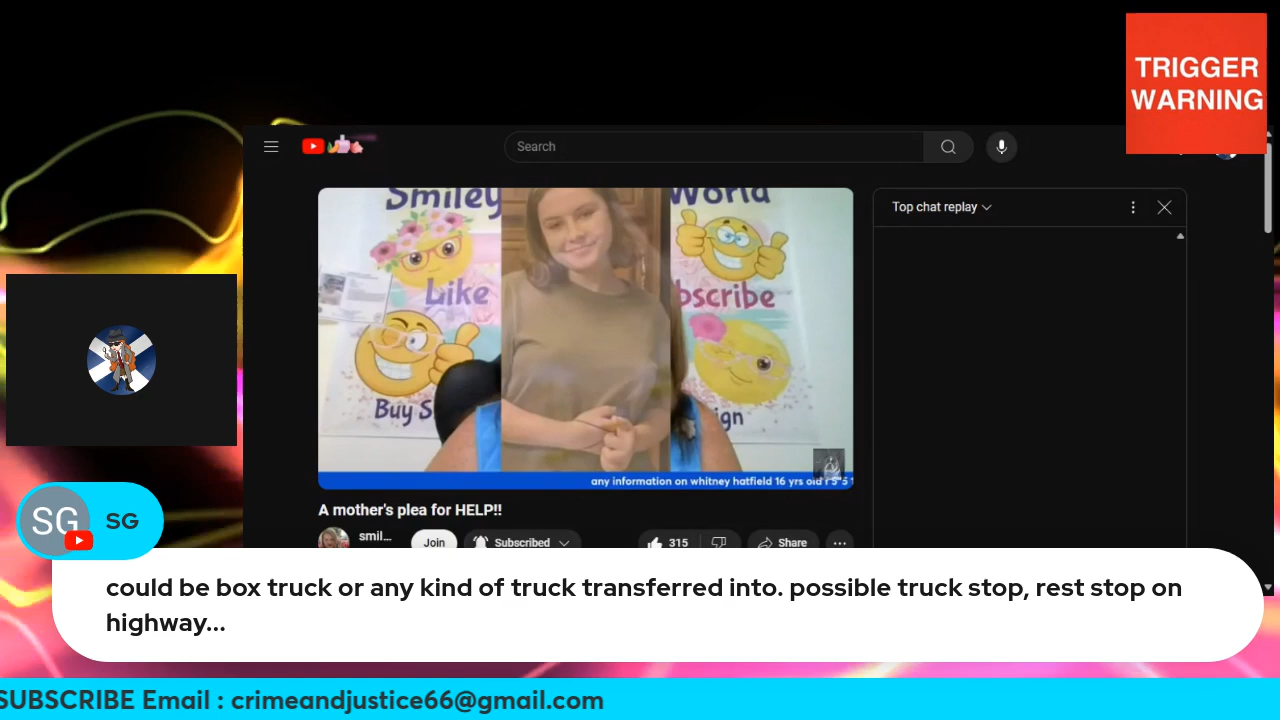 TRIGGER
WARNING
Search
Top chat replay
Smiley
World
Like
bscribe
Buy S
ign
any information on whitney hatfield 16 yrs old
A mother's plea for HELP!!
smil...
Join
Subscribed
315
Share
SG
SG
could be box truck or any kind of truck transferred into. possible truck stop, rest stop on
highway...
SUBSCRIBE Email : crimeandjustice66@gmail.com